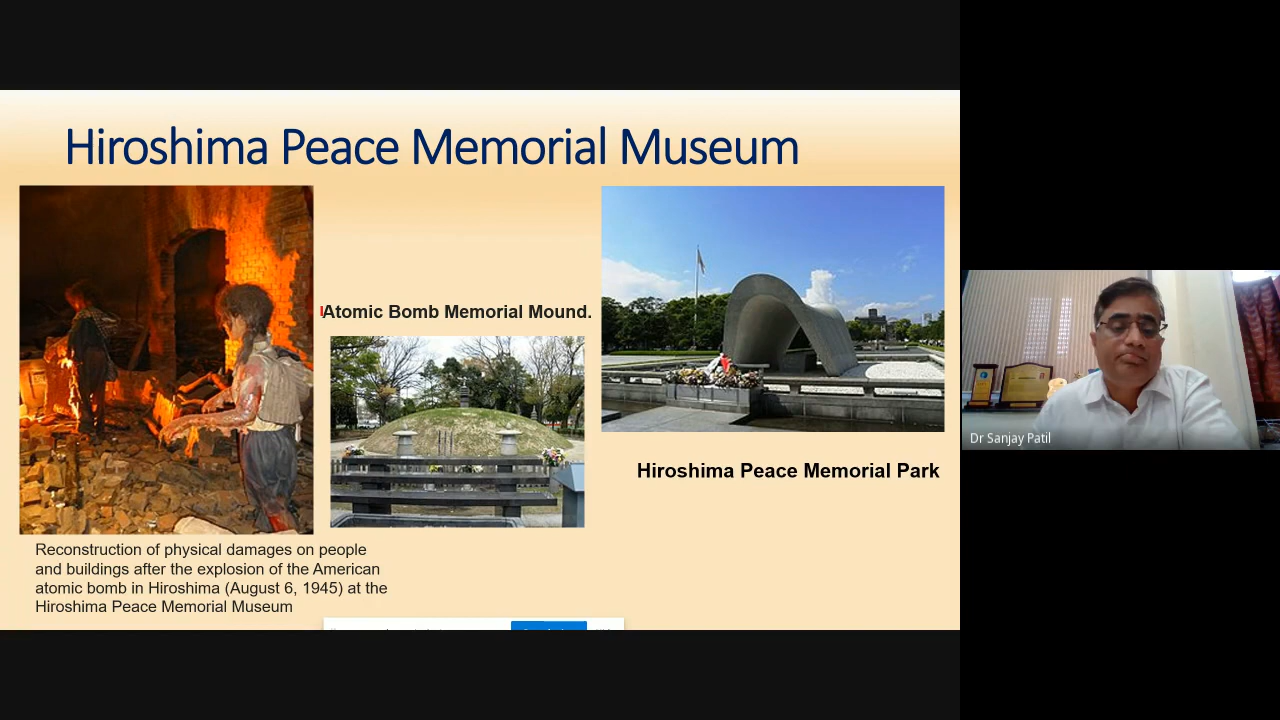 Hiroshima Peace Memorial Museum
Atomic Bomb Memorial Mound.
Hiroshima Peace Memorial Park
Reconstruction of physical damages on people
and buildings after the explosion of the American
atomic bomb in Hiroshima (August 6, 1945) at the
Hiroshima Peace Memorial Museum
Dr Sanjay Patil